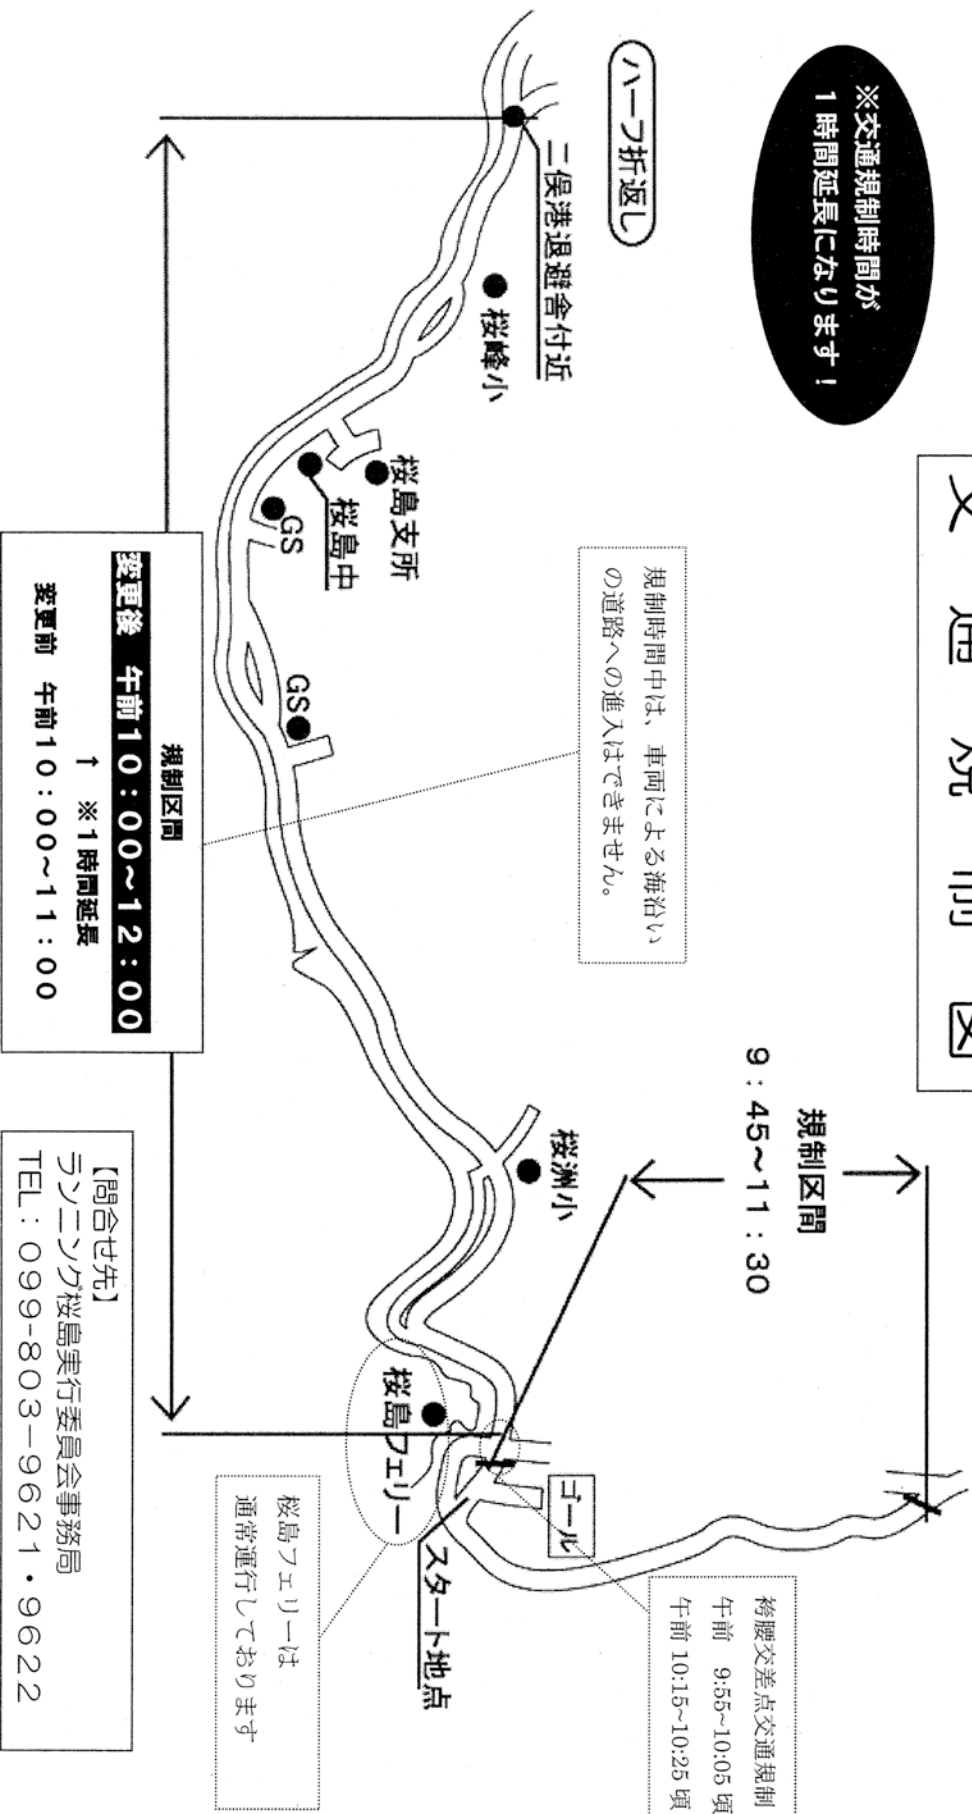 交通規制図
※交通規制時間が
1時間延長になります！
ハーフ折返し
二俣港退避舎付近
桜峰小
桜島支所
桜島中
GS
GS
規制時間中は、車両による海沿い
の道路への進入はできません。
規制区間
9：45～11：30
桜洲小
ゴール
袴腰交差点交通規制
午前 9:55~10:05 頃
午前 10:15~10:25 頃
桜島フェリー
スタート地点
桜島フェリーは
通常運行しております
規制区間
変更後 午前10：00～12：00
↑ ※1時間延長
変更前 午前10：00～11：00
【問合せ先】
ランニング桜島実行委員会事務局
TEL：099-803-9621・9622